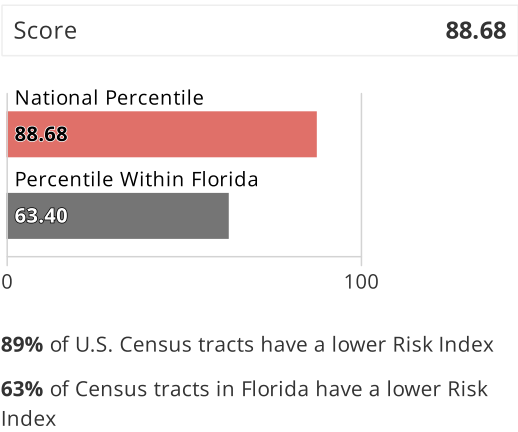 Score 88.68
National Percentile
88.68
Percentile Within Florida
63.40
0 100
89% of U.S. Census tracts have a lower Risk Index
63% of Census tracts in Florida have a lower Risk
Index